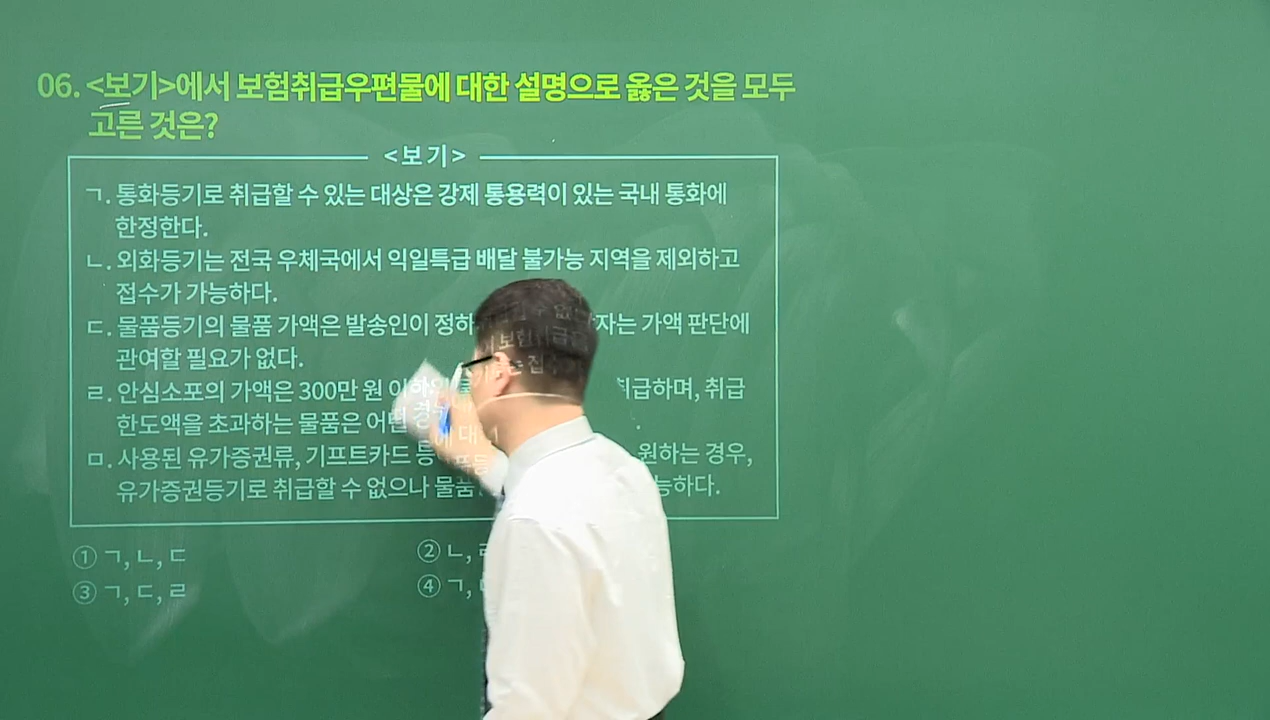 06. <보기>에서 보험취급우편물에 대한 설명으로 옳은 것을 모두
고른 것은?
<보기>
ㄱ. 통화등기로 취급할 수 있는 대상은 강제 통용력이 있는 국내 통화에
한정한다.
ㄴ. 외화등기는 전국 우체국에서 익일특급 배달 불가능 지역을 제외하고
접수가 가능하다.
ㄷ. 물품등기의 물품 가액은 발송인이 정하 자는 가액 판단에
관여할 필요가 없다.
ㄹ. 안심소포의 가액은 300만 원 이하의 취급하며, 취급
한도액을 초과하는 물품은 어떤 경우에
ㅁ. 사용된 유가증권류, 기프트카드 등에 대 원하는 경우,
유가증권등기로 취급할 수 없으나 물품 능하다.
① ㄱ, ㄴ, ㄷ
② ㄴ,
③ ㄱ, ㄷ, ㄹ
④ ㄱ,